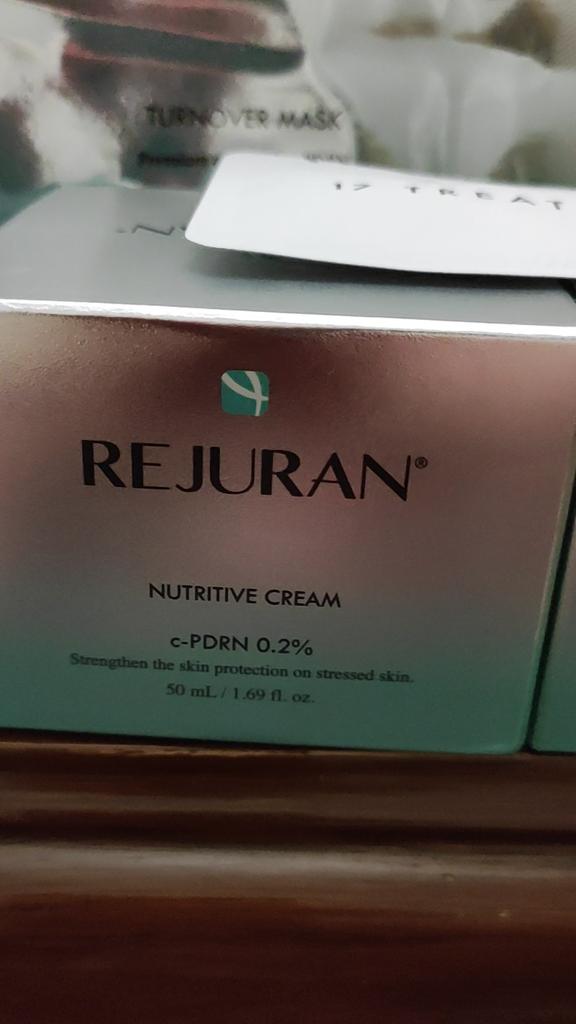 TURNOVER MASK
17 TREAT
REJURAN®
NUTRITIVE CREAM
c-PDRN 0.2%
Strengthen the skin protection on stressed skin.
50 mL / 1.69 fl. oz.